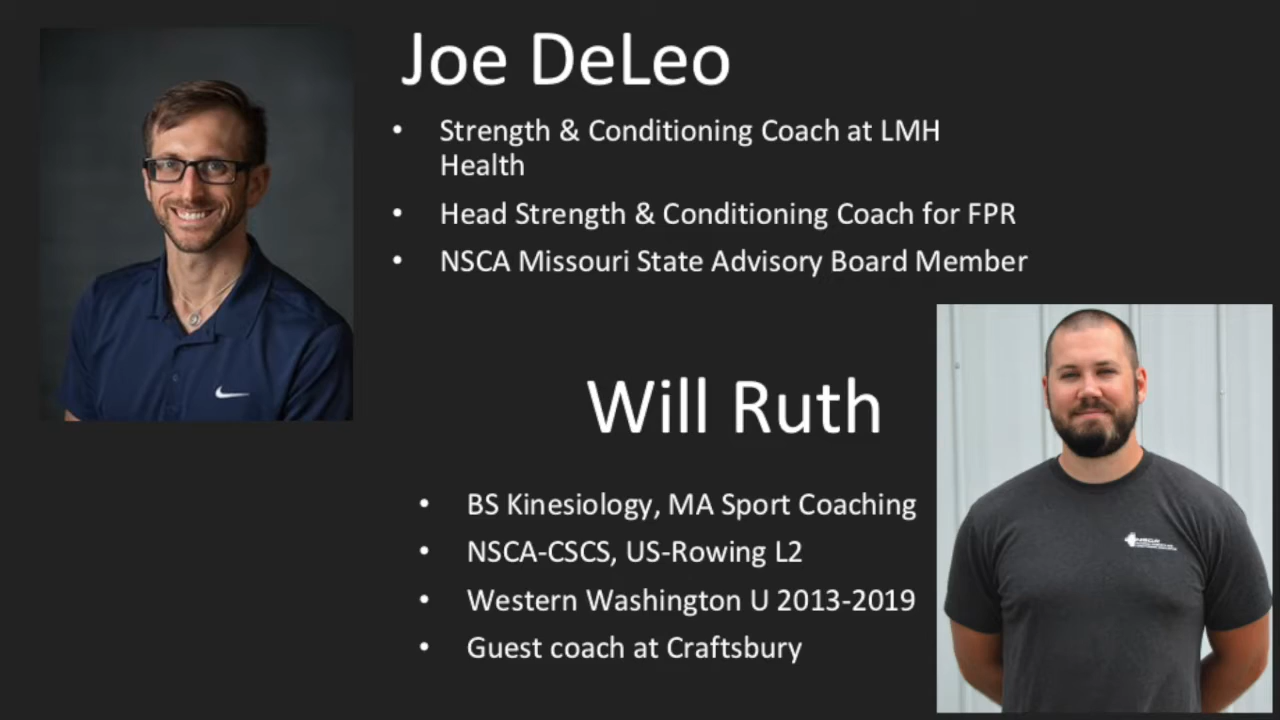 Joe DeLeo
• Strength & Conditioning Coach at LMH
Health
• Head Strength & Conditioning Coach for FPR
• NSCA Missouri State Advisory Board Member
Will Ruth
• BS Kinesiology, MA Sport Coaching
• NSCA-CSCS, US-Rowing L2
• Western Washington U 2013-2019
• Guest coach at Craftsbury
NSCA